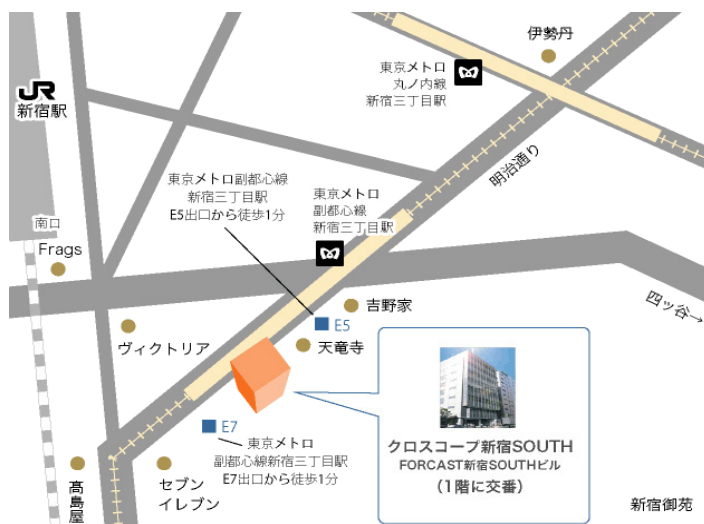 伊勢丹
東京メトロ
丸ノ内線
新宿三丁目駅
JR
新宿駅
明治通り
東京メトロ副都心線
新宿三丁目駅
E5出口から徒歩1分
東京メトロ
副都心線
新宿三丁目駅
南口
Frags
四ツ谷→
吉野家
E5
ヴィクトリア
天竜寺
E7
東京メトロ
副都心線新宿三丁目駅
E7出口から徒歩1分
クロスコープ新宿SOUTH
FORCAST新宿SOUTHビル
（1階に交番）
高島屋
セブン
イレブン
新宿御苑